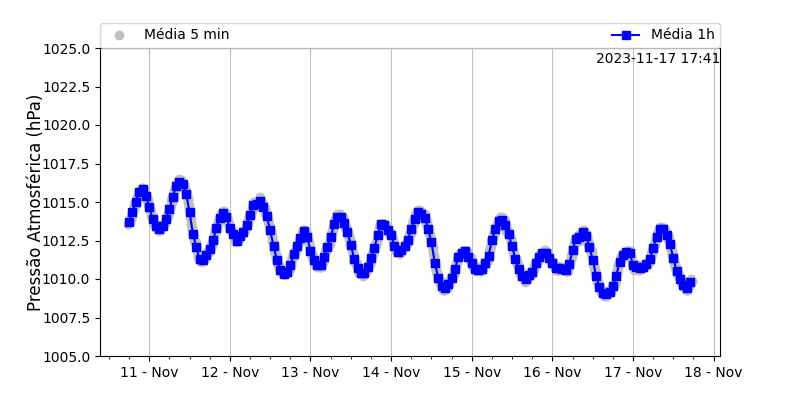 Média 5 min
Média 1h
2023-11-17 17:41
Pressão Atmosférica (hPa)
1025.0
1022.5
1020.0
1017.5
1015.0
1012.5
1010.0
1007.5
1005.0
11 - Nov
12 - Nov
13 - Nov
14 - Nov
15 - Nov
16 - Nov
17 - Nov
18 - Nov